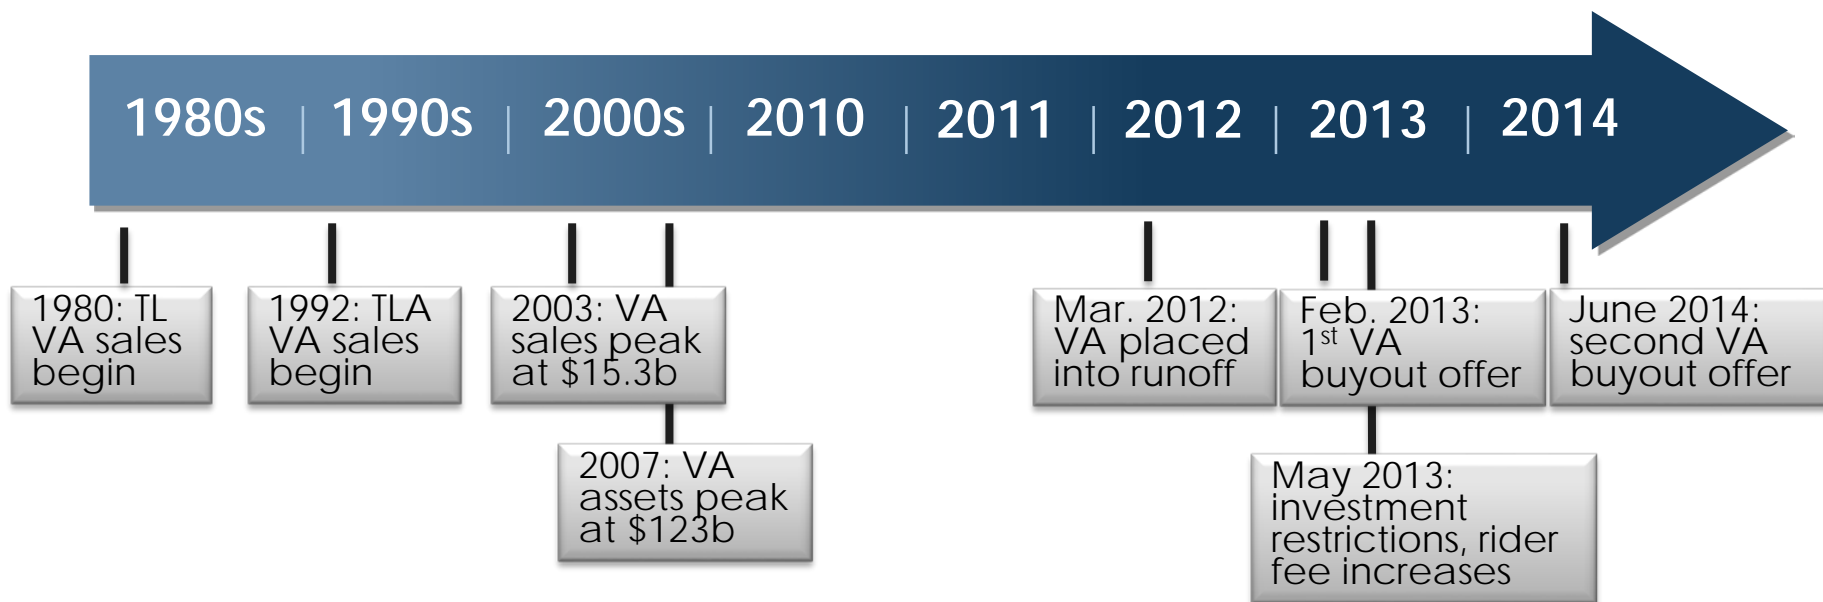 1980s
1990s
2000s
2010
2011
2012
2013
2014
1980: TL
VA sales
begin
1992: TLA
VA sales
begin
2003: VA
sales peak
at $15.3b
2007: VA
assets peak
at $123b
Mar. 2012:
VA placed
into runoff
Feb. 2013:
1st VA
buyout offer
May 2013:
investment
restrictions, rider
fee increases
June 2014:
second VA
buyout offer